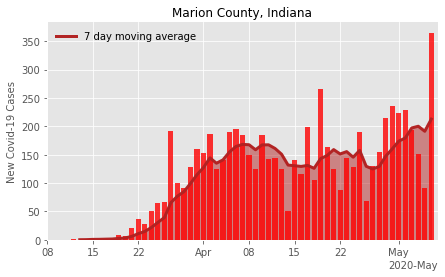 Marion County, Indiana
7 day moving average
New Covid-19 Cases
350
300
250
200
150
100
50
0
08
15
22
Apr
08
15
22
May
2020-May